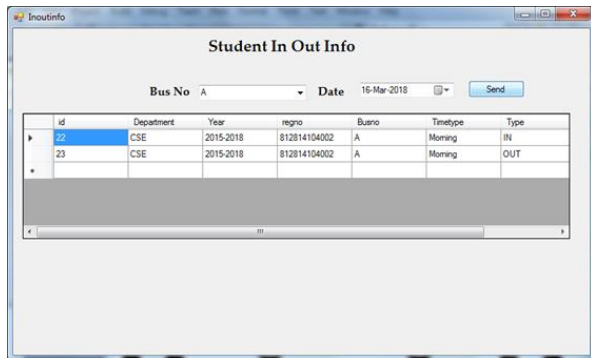 Inoutinfo
Student In Out Info
Bus No A Date 16-Mar-2018 Send
id Department Year regno Busno Timetype Type
22 CSE 2015-2018 812814104002 A Morning IN
23 CSE 2015-2018 812814104002 A Morning OUT